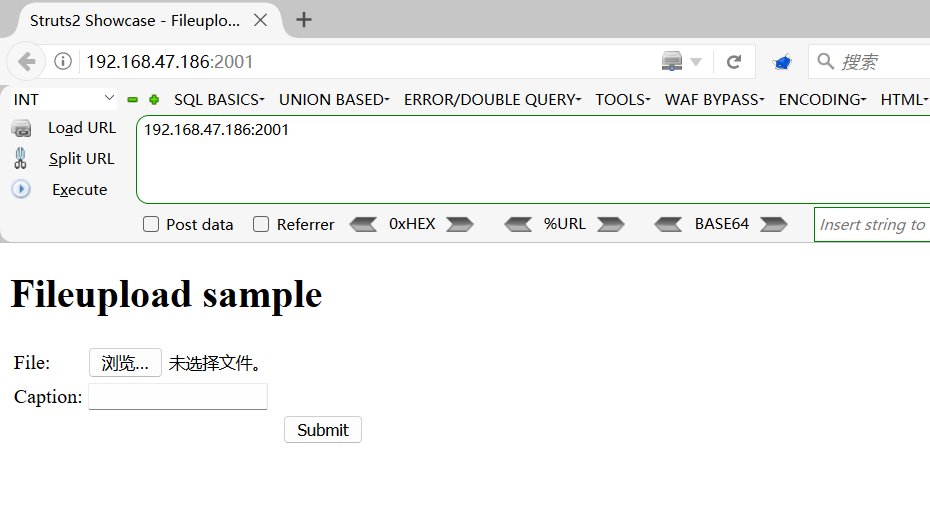 Struts2 Showcase - Fileuplo...
192.168.47.186:2001
搜索
INT SQL BASICS UNION BASED ERROR/DOUBLE QUERY TOOLS WAF BYPASS ENCODING HTML
Load URL 192.168.47.186:2001
Split URL
Execute
Post data Referrer 0xHEX %URL BASE64 Insert string to
Fileupload sample
File: 浏览... 未选择文件。
Caption:
Submit